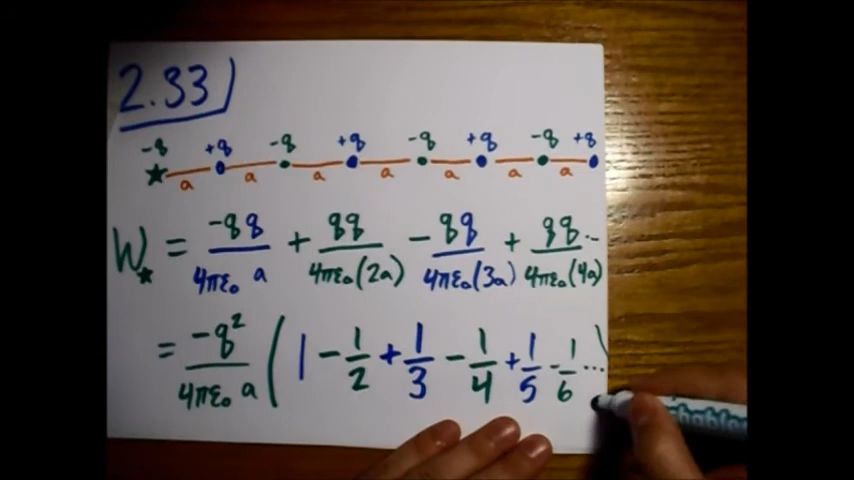 2.33)
-q +q -q +q -q +q -q +q
a a a a a a a
W★ = -qq/4πε₀ a + qq/4πε₀(2a) - qq/4πε₀(3a) + qq/4πε₀(4a) ...
= -q²/4πε₀ a ( 1 - 1/2 + 1/3 - 1/4 + 1/5 - 1/6 ... )